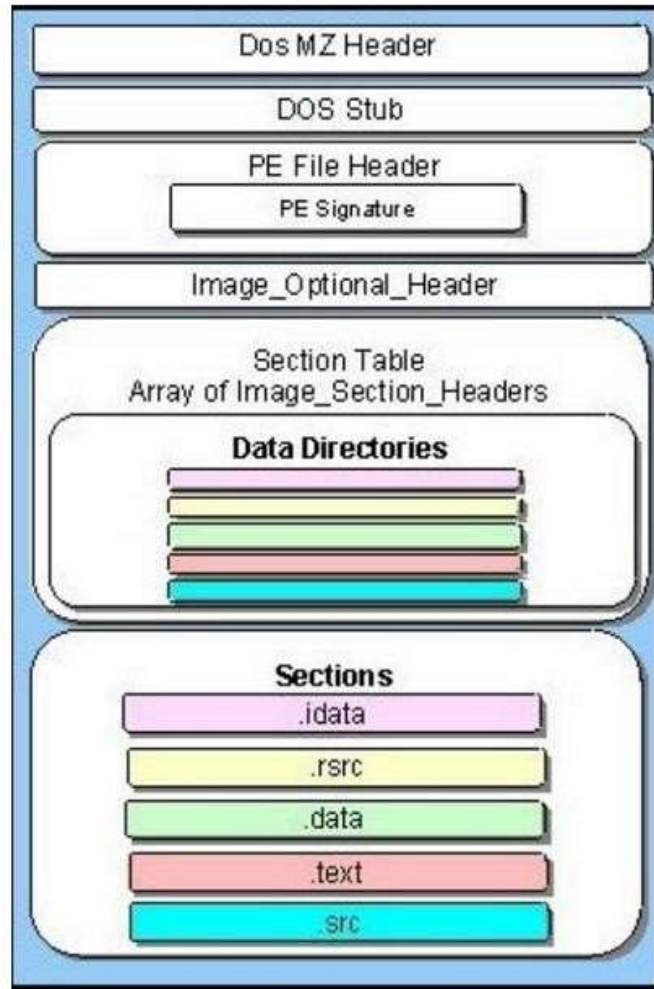 Dos MZ Header
DOS Stub
PE File Header
PE Signature
Image_Optional_Header
Section Table
Array of Image_Section_Headers
Data Directories
Sections
.idata
.rsrc
.data
.text
.src